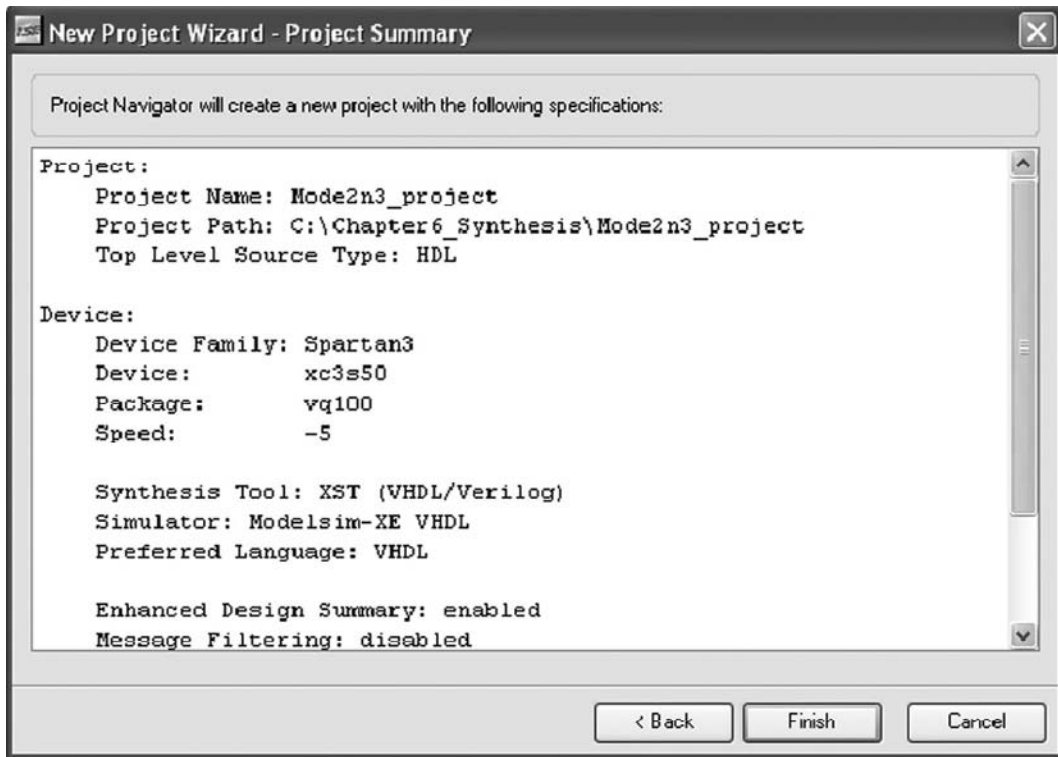 New Project Wizard - Project Summary
Project Navigator will create a new project with the following specifications:
Project:
Project Name: Mode2n3_project
Project Path: C:\Chapter6_Synthesis\Mode2n3_project
Top Level Source Type: HDL
Device:
Device Family: Spartan3
Device: xc3s50
Package: vq100
Speed: -5
Synthesis Tool: XST (VHDL/Verilog)
Simulator: Modelsim-XE VHDL
Preferred Language: VHDL
Enhanced Design Summary: enabled
Message Filtering: disabled
< Back
Finish
Cancel